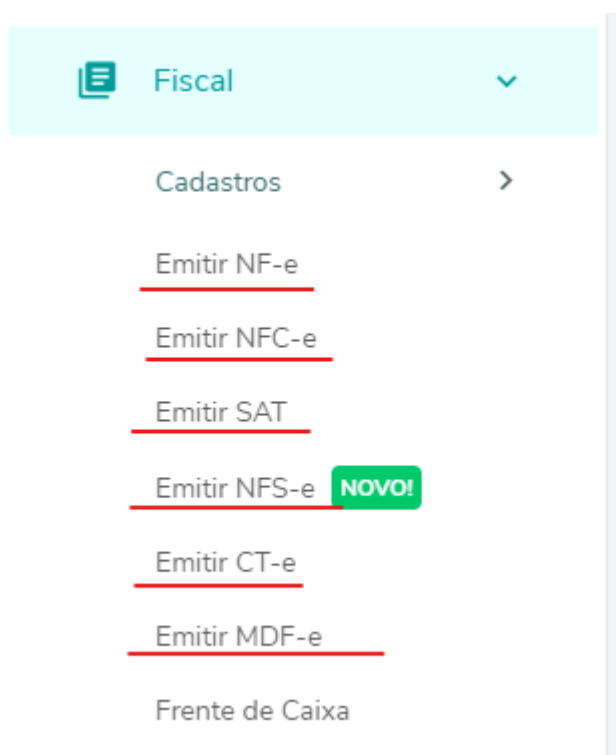 Fiscal
Cadastros
Emitir NF-e
Emitir NFC-e
Emitir SAT
Emitir NFS-e NOVO!
Emitir CT-e
Emitir MDF-e
Frente de Caixa